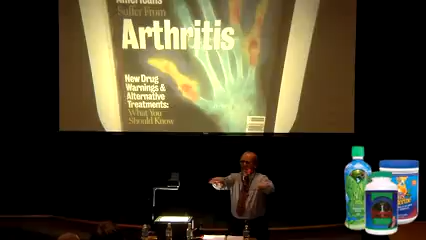 Americans
Suffer From
Arthritis
New Drug
Warnings &
Alternative
Treatments:
What You
Should Know